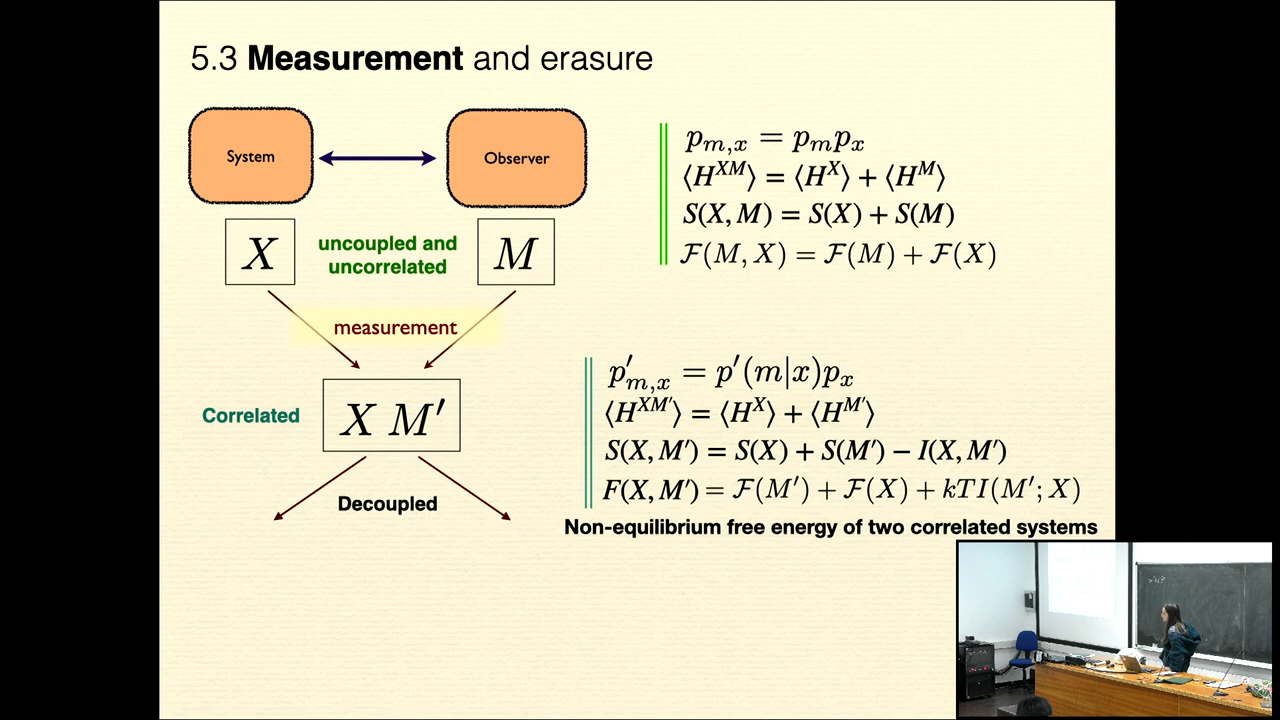 5.3 Measurement and erasure
System
Observer
X
uncoupled and
uncorrelated
M
measurement
Correlated
X M′
Decoupled
p_{m,x} = p_m p_x
⟨H^{XM}⟩ = ⟨H^X⟩ + ⟨H^M⟩
S(X, M) = S(X) + S(M)
ℱ(M, X) = ℱ(M) + ℱ(X)
p′_{m,x} = p′(m|x)p_x
⟨H^{XM′}⟩ = ⟨H^X⟩ + ⟨H^{M′}⟩
S(X, M′) = S(X) + S(M′) − I(X, M′)
F(X, M′) = ℱ(M′) + ℱ(X) + kTI(M′; X)
Non-equilibrium free energy of two correlated systems